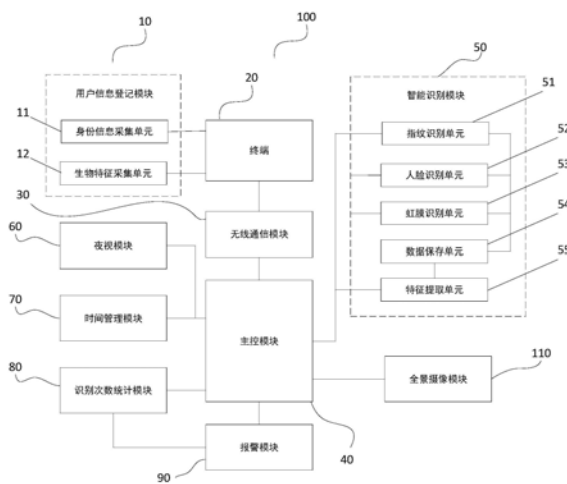 10
100
50
用户信息登记模块
20
智能识别模块
51
11
身份信息采集单元
终端
指纹识别单元
52
12
生物特征采集单元
人脸识别单元
53
30
无线通信模块
虹膜识别单元
54
60
夜视模块
数据保存单元
55
特征提取单元
70
时间管理模块
主控模块
80
识别次数统计模块
全景摄像模块
110
报警模块
40
90